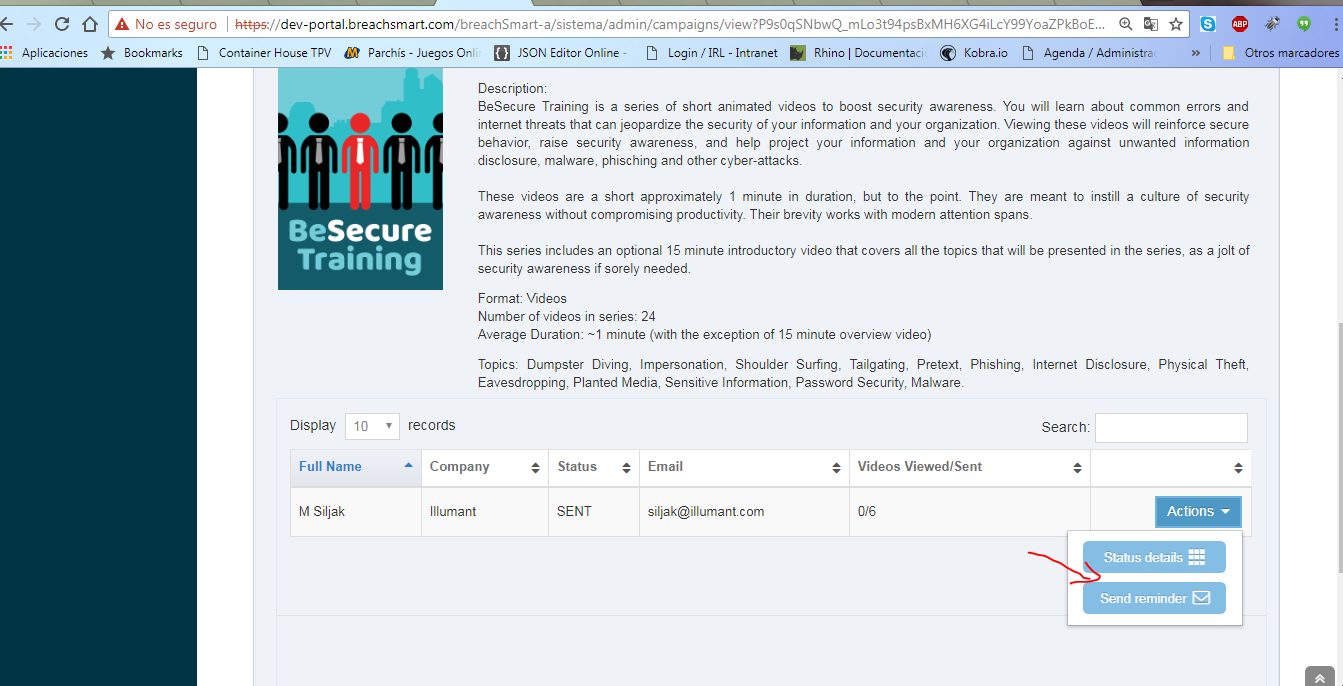 No es seguro
https://dev-portal.breachsmart.com/breachSmart-a/sistema/admin/campaigns/view?P9s0qSNbwQ_mLo3t94psBxMH6XG4iLcY99YoaZPkBoE...
ABP
Aplicaciones
Bookmarks
Container House TPV
Parchís - Juegos Onli
JSON Editor Online -
Login / IRL - Intranet
Rhino | Documentaci
Kobra.io
Agenda / Administra
»
Otros marcadores
BeSecure
Training
Description:
BeSecure Training is a series of short animated videos to boost security awareness. You will learn about common errors and
internet threats that can jeopardize the security of your information and your organization. Viewing these videos will reinforce secure
behavior, raise security awareness, and help project your information and your organization against unwanted information
disclosure, malware, phisching and other cyber-attacks.
These videos are a short approximately 1 minute in duration, but to the point. They are meant to instill a culture of security
awareness without compromising productivity. Their brevity works with modern attention spans.
This series includes an optional 15 minute introductory video that covers all the topics that will be presented in the series, as a jolt of
security awareness if sorely needed.
Format: Videos
Number of videos in series: 24
Average Duration: ~1 minute (with the exception of 15 minute overview video)
Topics: Dumpster Diving, Impersonation, Shoulder Surfing, Tailgating, Pretext, Phishing, Internet Disclosure, Physical Theft,
Eavesdropping, Planted Media, Sensitive Information, Password Security, Malware.
Display 10 records
Search:
Full Name Company Status Email Videos Viewed/Sent
M Siljak Illumant SENT siljak@illumant.com 0/6 Actions
Status details
Send reminder